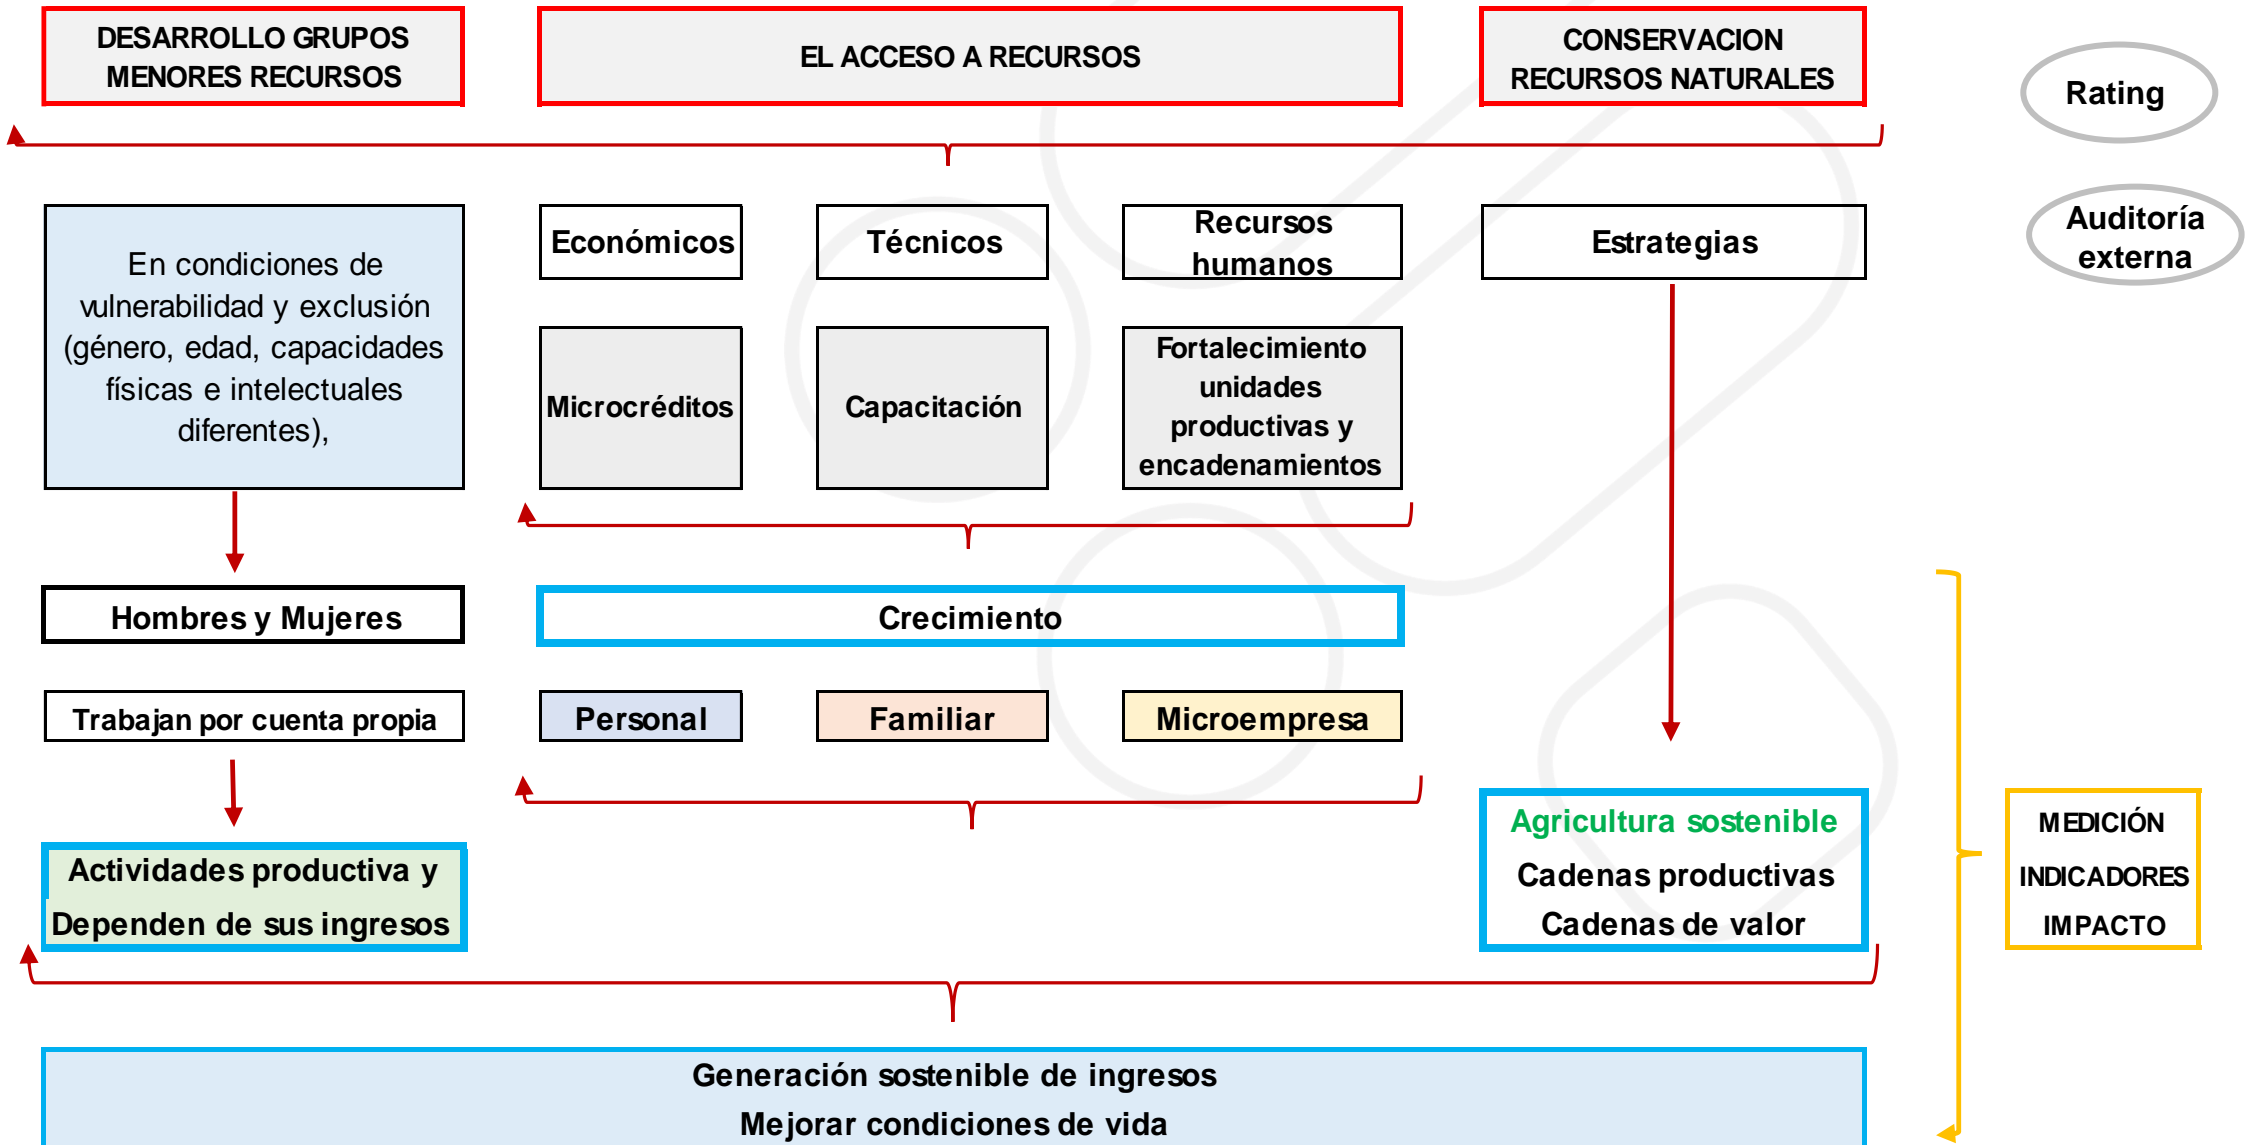 DESARROLLO GRUPOS
MENORES RECURSOS
EL ACCESO A RECURSOS
CONSERVACION
RECURSOS NATURALES
Rating
En condiciones de
vulnerabilidad y exclusión
(género, edad, capacidades
físicas e intelectuales
diferentes),
Económicos
Técnicos
Recursos
humanos
Estrategias
Auditoría
externa
Microcréditos
Capacitación
Fortalecimiento
unidades
productivas y
encadenamientos
Hombres y Mujeres
Crecimiento
Trabajan por cuenta propia
Personal
Familiar
Microempresa
Actividades productiva y
Dependen de sus ingresos
Agricultura sostenible
Cadenas productivas
Cadenas de valor
MEDICIÓN
INDICADORES
IMPACTO
Generación sostenible de ingresos
Mejorar condiciones de vida